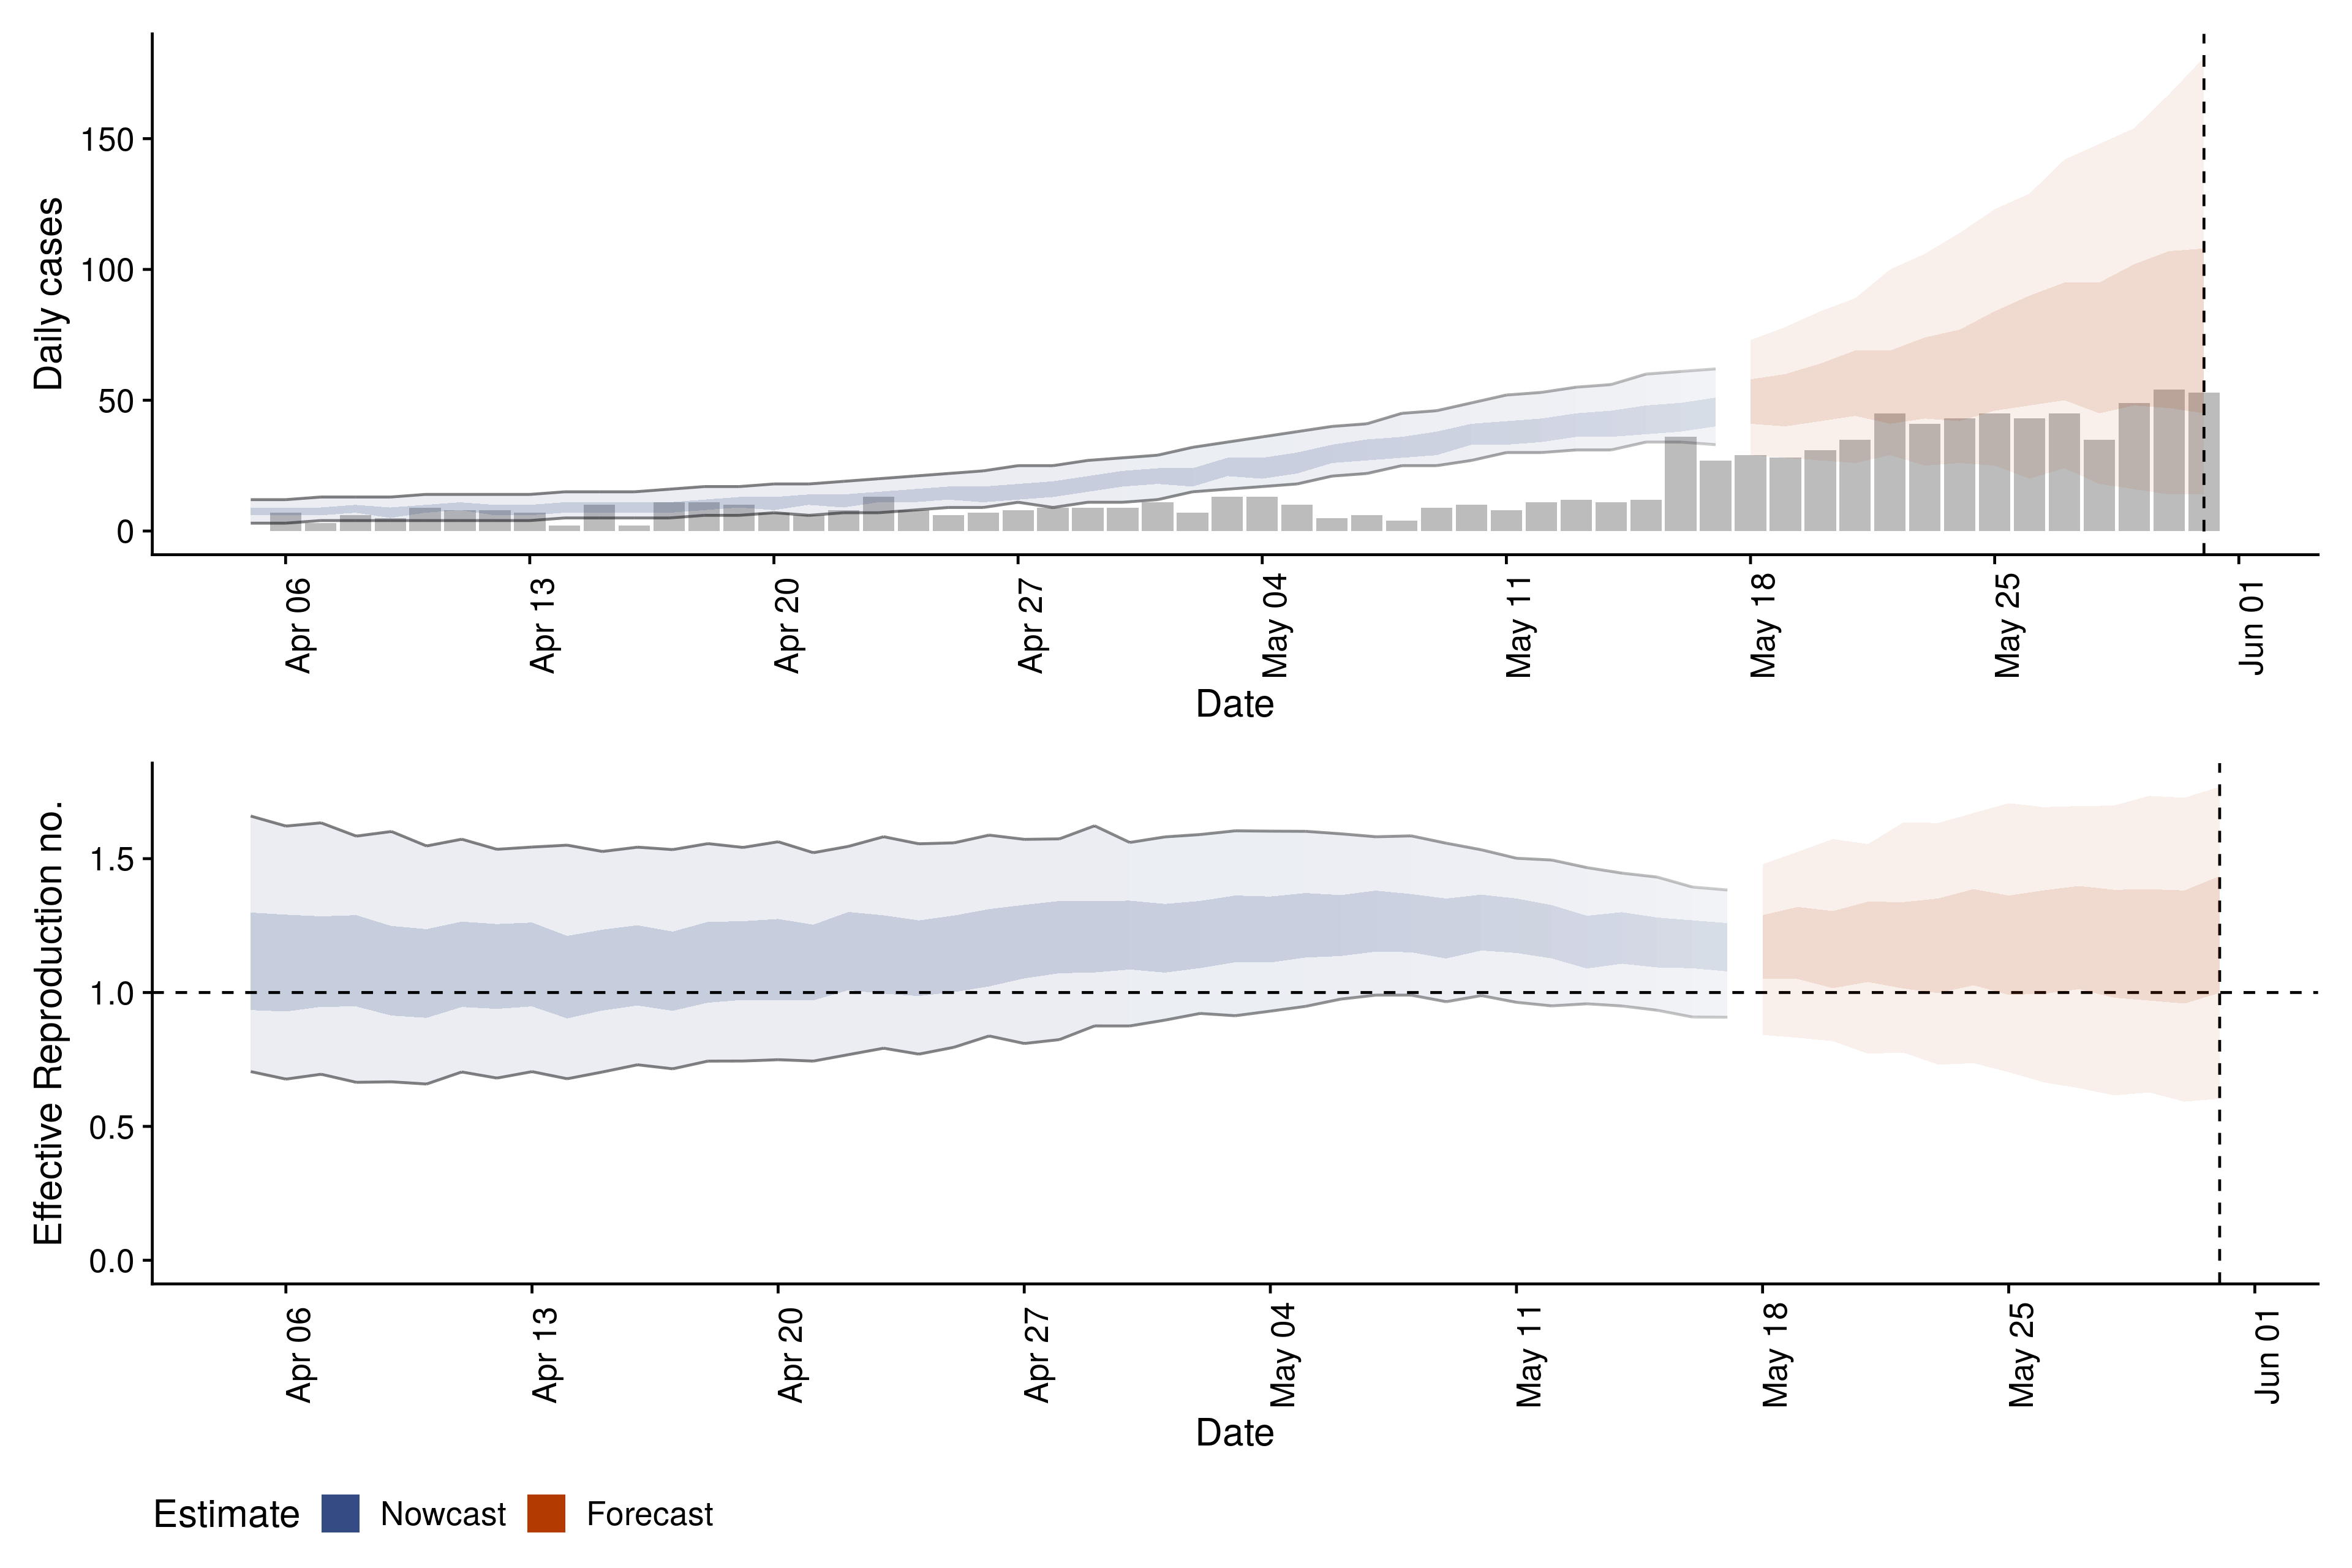 Daily cases
150
100
50
0
Apr 06
Apr 13
Apr 20
Apr 27
May 04
May 11
May 18
May 25
Jun 01
Date
Effective Reproduction no.
1.5
1.0
0.5
0.0
Apr 06
Apr 13
Apr 20
Apr 27
May 04
May 11
May 18
May 25
Jun 01
Date
Estimate Nowcast Forecast